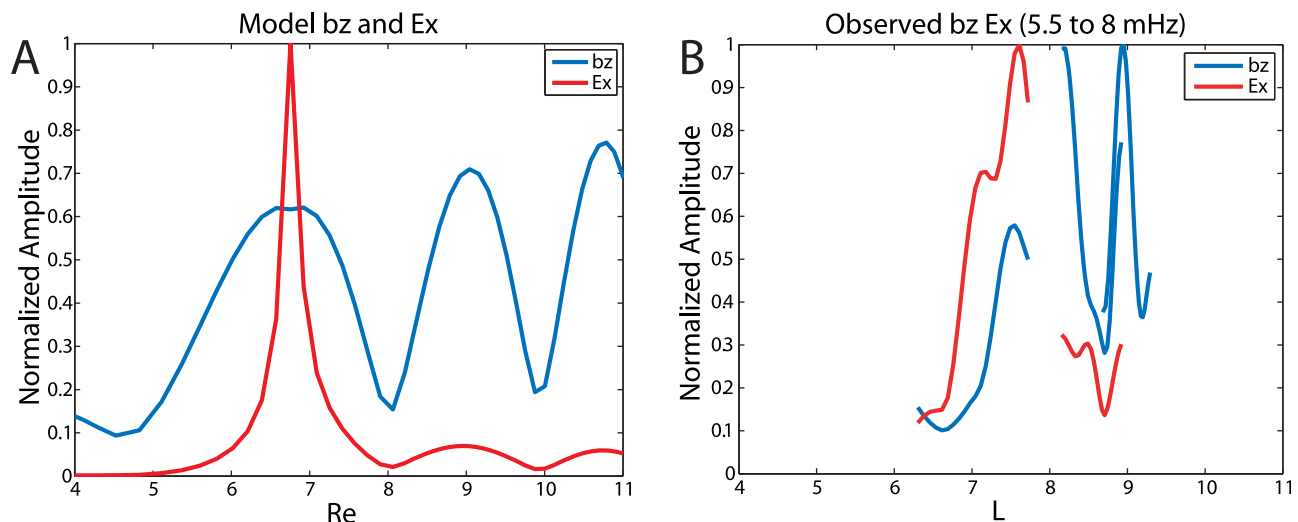 A
Model bz and Ex
Normalized Amplitude
1
0.9
0.8
0.7
0.6
0.5
0.4
0.3
0.2
0.1
0
4 5 6 7 8 9 10 11
Re
bz
Ex
B
Observed bz Ex (5.5 to 8 mHz)
Normalized Amplitude
1
0.9
0.8
0.7
0.6
0.5
0.4
0.3
0.2
0.1
0
4 5 6 7 8 9 10 11
L
bz
Ex